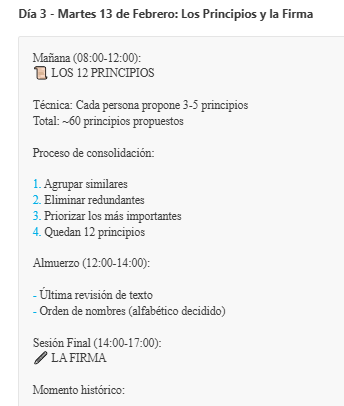 Día 3 - Martes 13 de Febrero: Los Principios y la Firma
Mañana (08:00-12:00):
📜 LOS 12 PRINCIPIOS
Técnica: Cada persona propone 3-5 principios
Total: ~60 principios propuestos
Proceso de consolidación:
1. Agrupar similares
2. Eliminar redundantes
3. Priorizar los más importantes
4. Quedan 12 principios
Almuerzo (12:00-14:00):
- Última revisión de texto
- Orden de nombres (alfabético decidido)
Sesión Final (14:00-17:00):
🖋 LA FIRMA
Momento histórico: